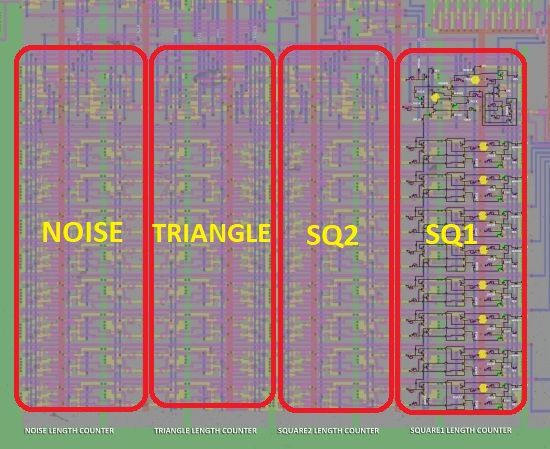 NOISE
TRIANGLE
SQ2
SQ1
NOISE LENGTH COUNTER
TRIANGLE LENGTH COUNTER
SQUARE2 LENGTH COUNTER
SQUARE1 LENGTH COUNTER